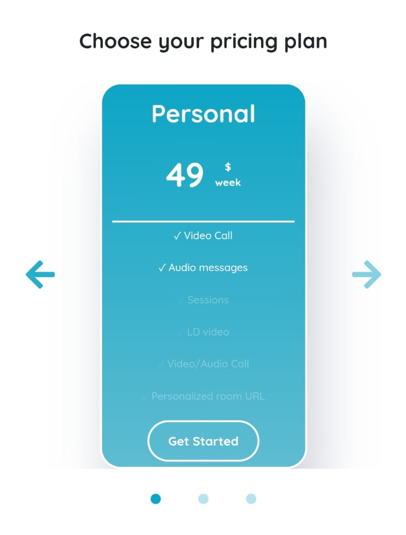 Choose your pricing plan
Personal
49 $
week
✓ Video Call
✓ Audio messages
✓ Sessions
✓ LD video
✓ Video/Audio Call
✓ Personalized room URL
Get Started